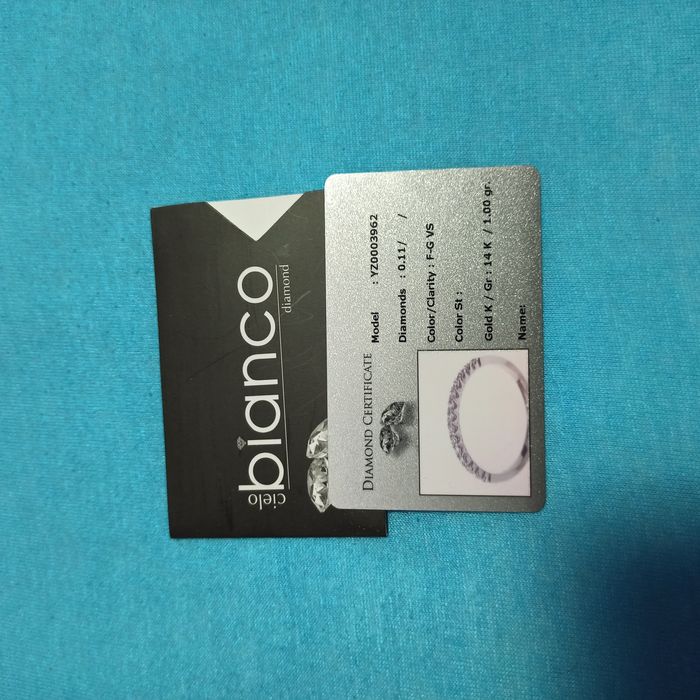 cielo
bianco
diamond
DIAMOND CERTIFICATE
Model : YZ0003962
Diamonds : 0.11/ /
Color/Clarity : F-G VS
Color St :
Gold K / Gr : 14 K / 1.00 gr.
Name: